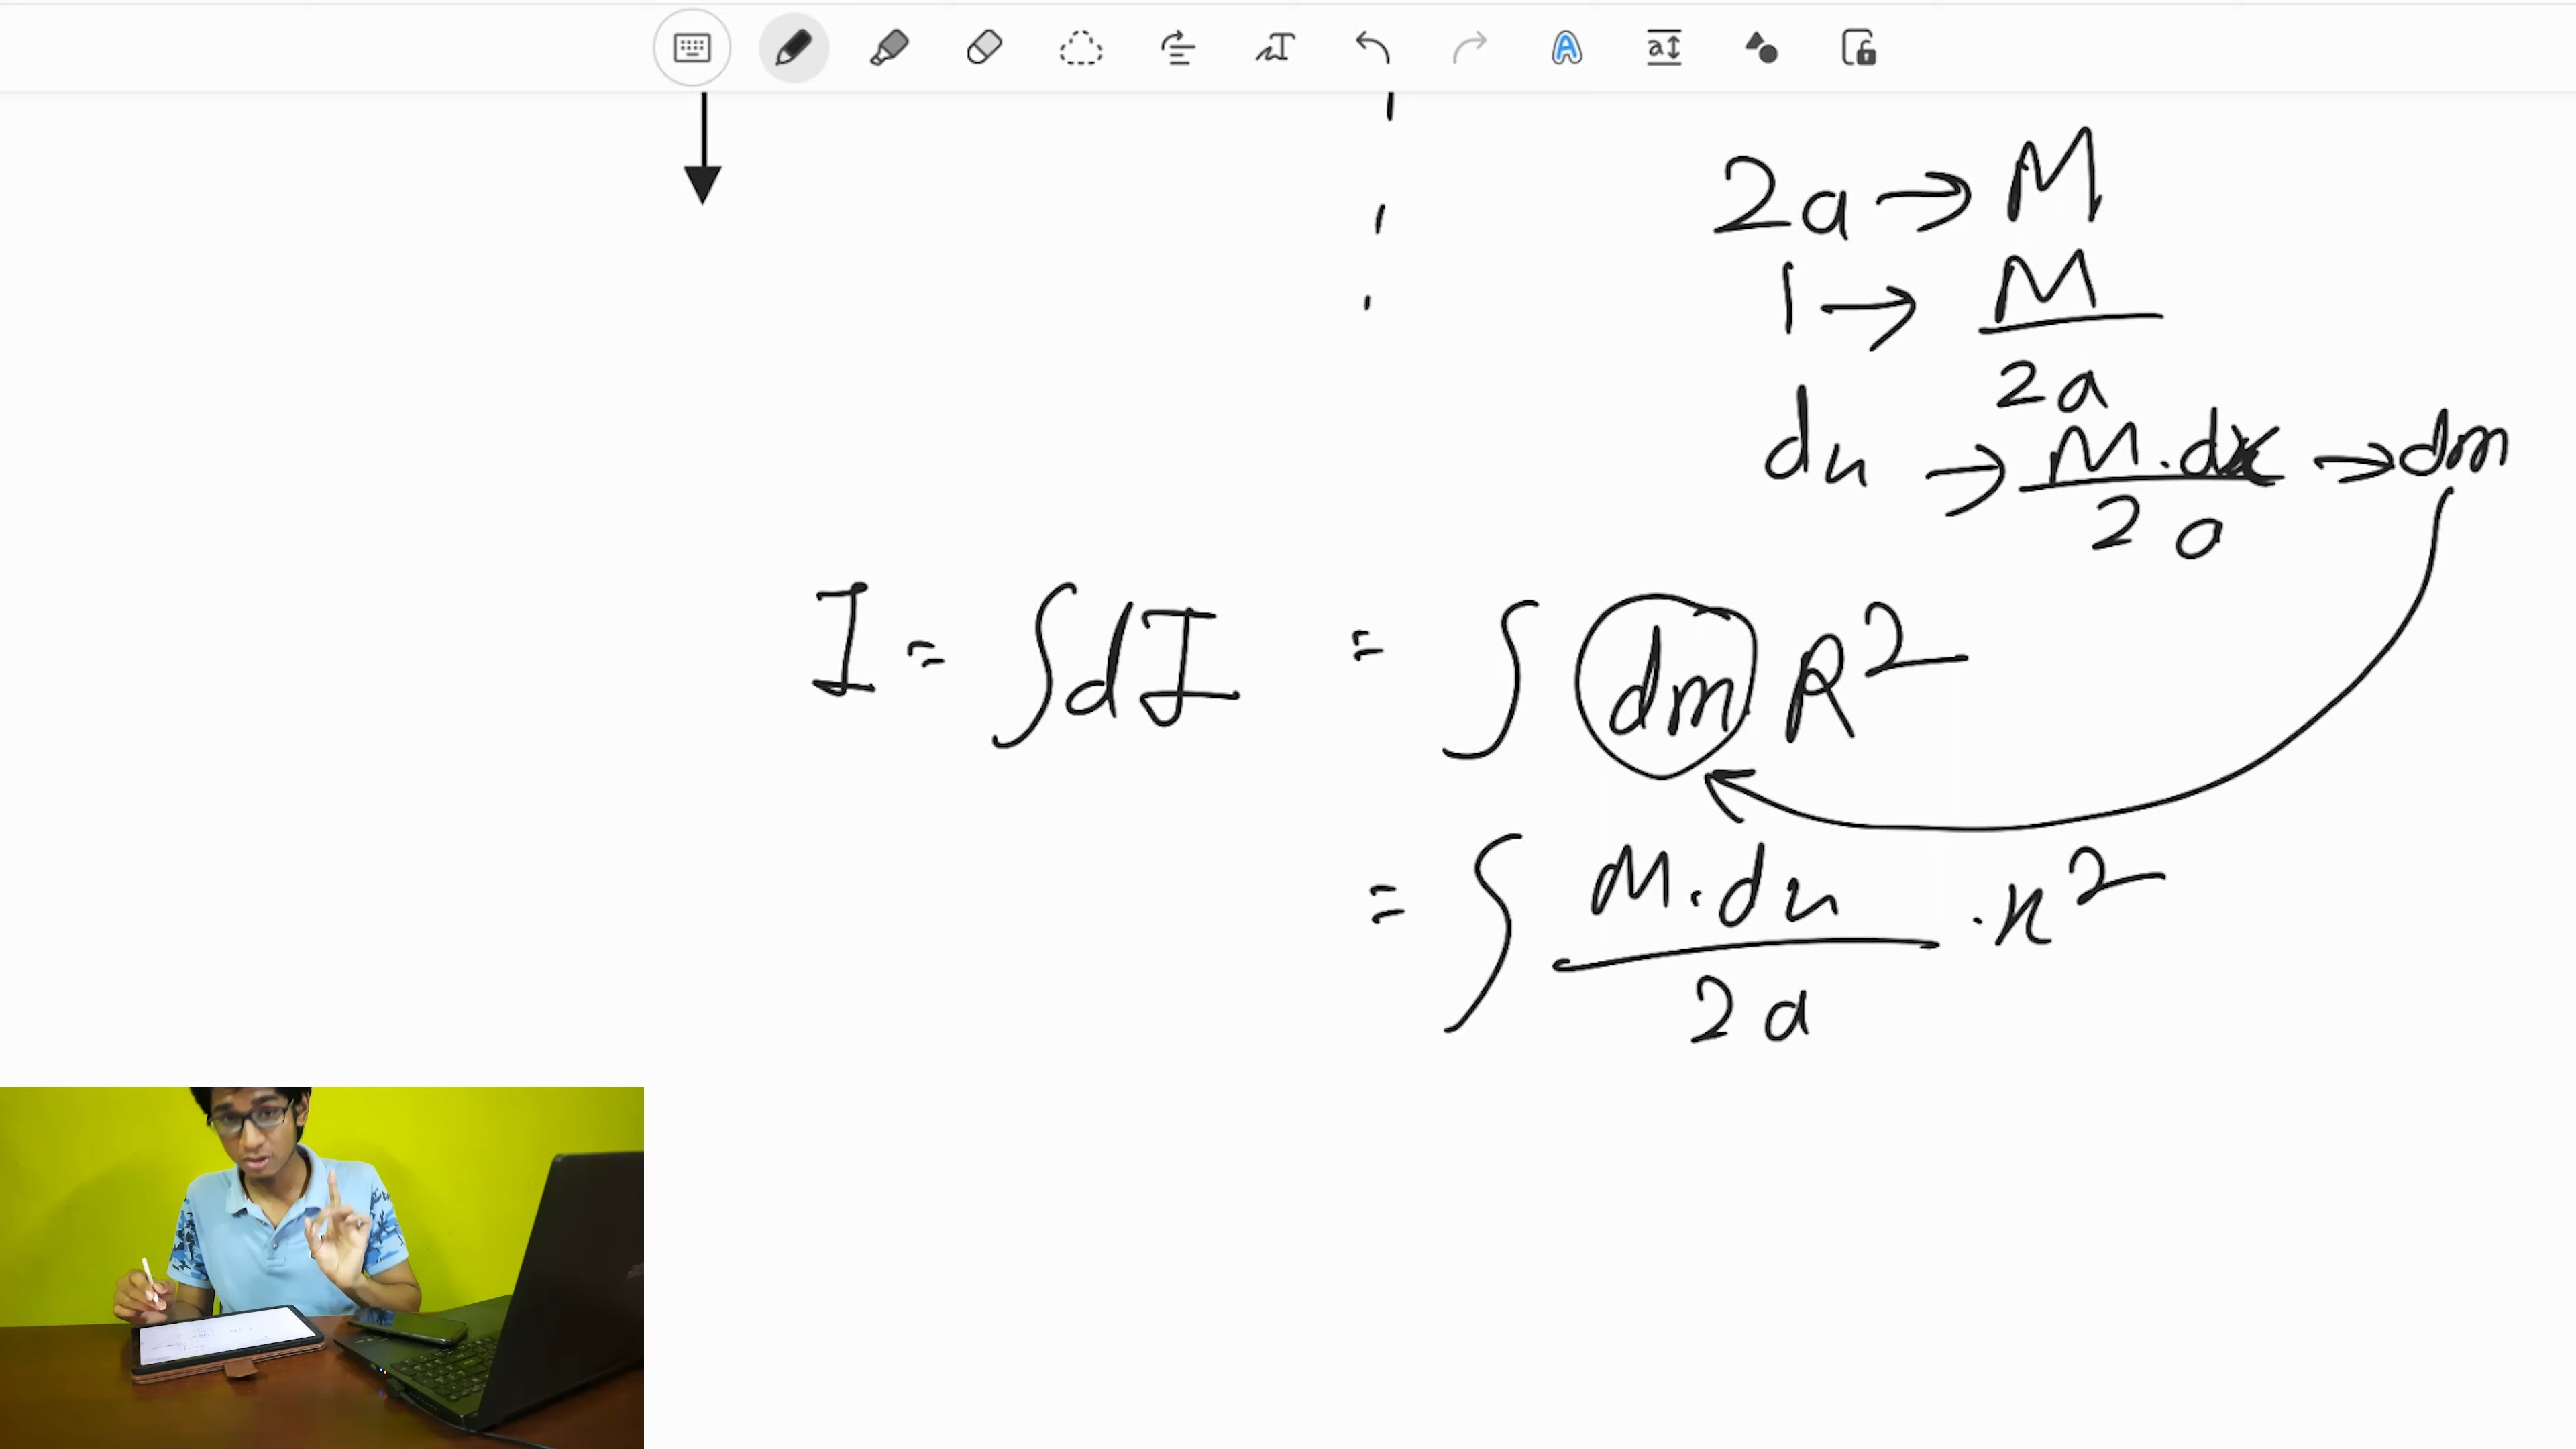 2a → M
1 → M/2a
dx → M.dx/2a → dm
I = ∫dI = ∫ dm R²
= ∫ M.dx/2a .x²